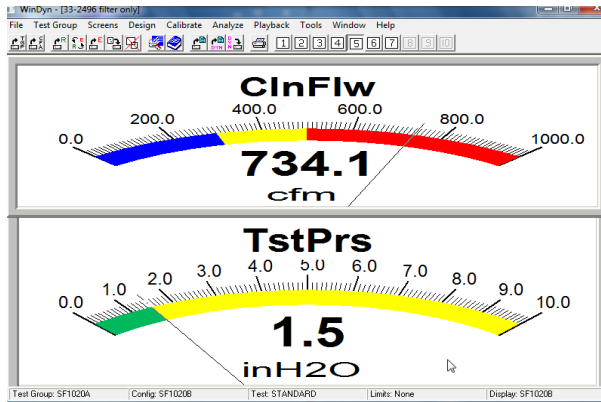 WinDyn - [33-2496 filter only]
File Test Group Screens Design Calibrate Analyze Playback Tools Window Help
1 2 3 4 5 6 7 8 9 10
ClnFlw
0.0 200.0 400.0 600.0 800.0 1000.0
734.1
cfm
TstPrs
0.0 1.0 2.0 3.0 4.0 5.0 6.0 7.0 8.0 9.0 10.0
1.5
inH2O
Test Group: SF1020A Config: SF1020B Test: STANDARD Limits: None Display: SF1020B